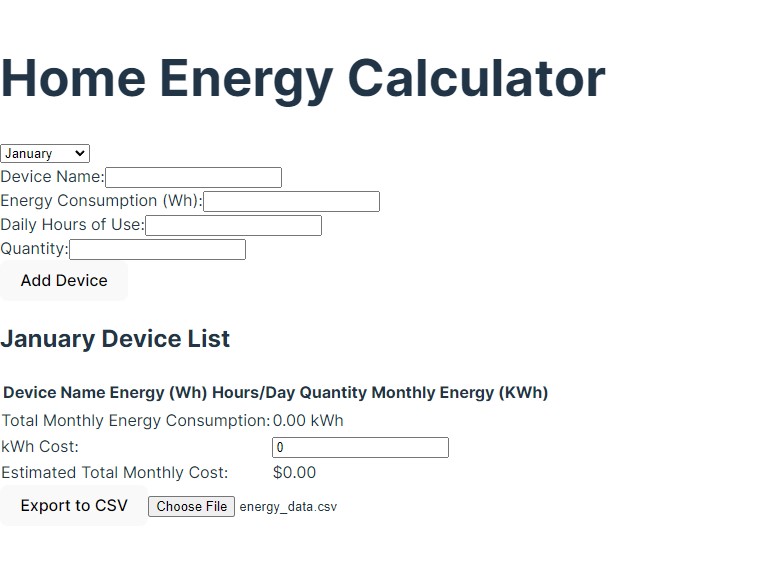 Home Energy Calculator
January
Device Name:
Energy Consumption (Wh):
Daily Hours of Use:
Quantity:
Add Device
January Device List
Device Name Energy (Wh) Hours/Day Quantity Monthly Energy (KWh)
Total Monthly Energy Consumption: 0.00 kWh
kWh Cost: 0
Estimated Total Monthly Cost: $0.00
Export to CSV Choose File energy_data.csv